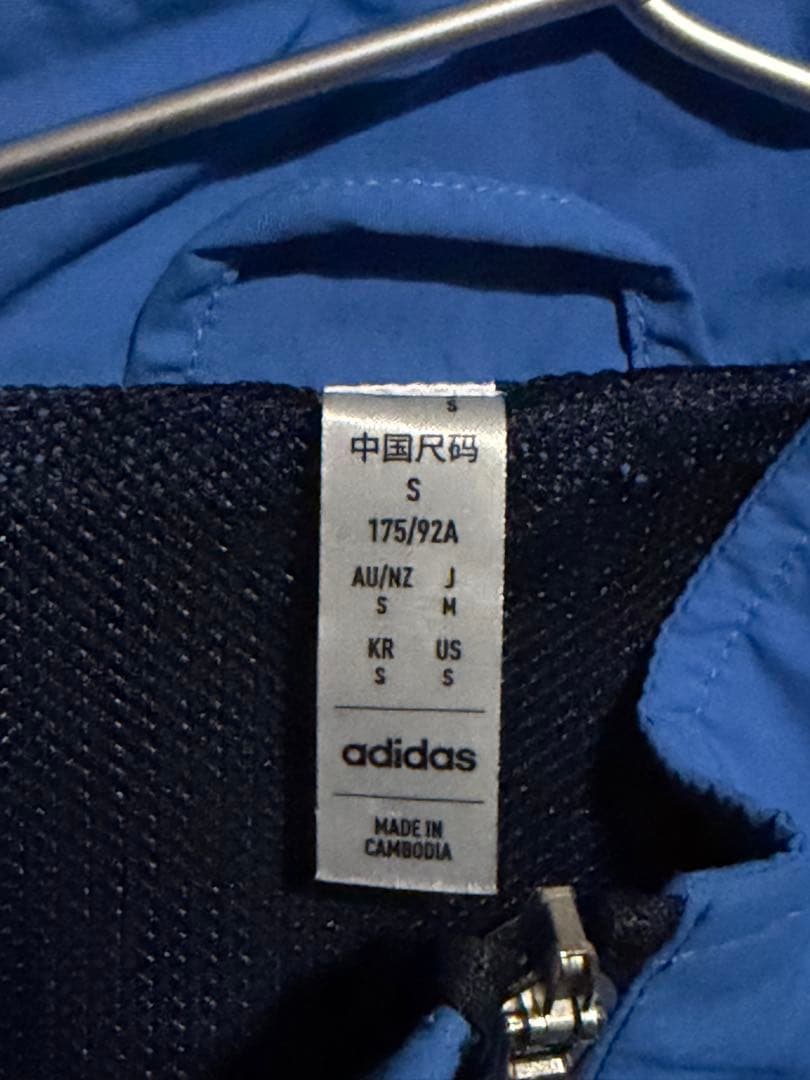 S
中国尺码
S
175/92A
AU/NZ J
S M
KR US
S S
adidas
MADE IN
CAMBODIA